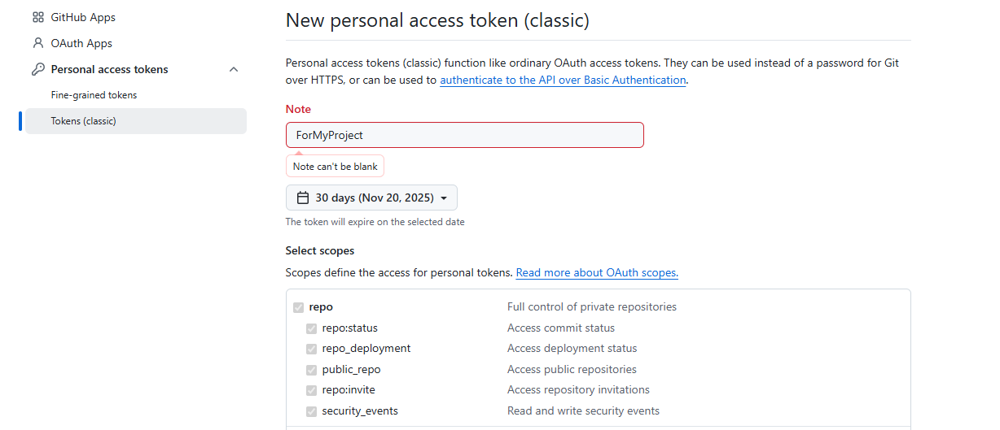 GitHub Apps
OAuth Apps
Personal access tokens
Fine-grained tokens
Tokens (classic)
New personal access token (classic)
Personal access tokens (classic) function like ordinary OAuth access tokens. They can be used instead of a password for Git
over HTTPS, or can be used to authenticate to the API over Basic Authentication.
Note
ForMyProject
Note can't be blank
30 days (Nov 20, 2025)
The token will expire on the selected date
Select scopes
Scopes define the access for personal tokens. Read more about OAuth scopes.
repo Full control of private repositories
repo:status Access commit status
repo_deployment Access deployment status
public_repo Access public repositories
repo:invite Access repository invitations
security_events Read and write security events